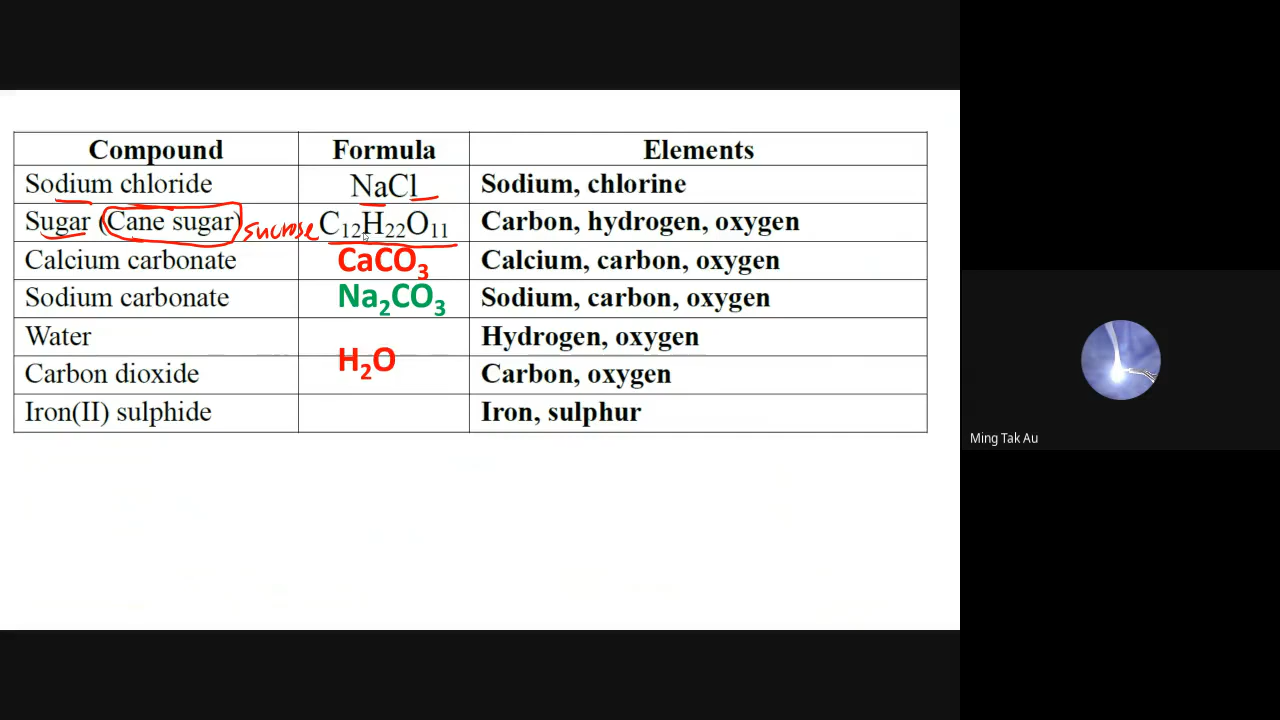 Compound Formula Elements
Sodium chloride NaCl Sodium, chlorine
Sugar (Cane sugar) sucrose C₁₂H₂₂O₁₁ Carbon, hydrogen, oxygen
Calcium carbonate CaCO₃ Calcium, carbon, oxygen
Sodium carbonate Na₂CO₃ Sodium, carbon, oxygen
Water Hydrogen, oxygen
H₂O
Carbon dioxide Carbon, oxygen
Iron(II) sulphide Iron, sulphur
Ming Tak Au